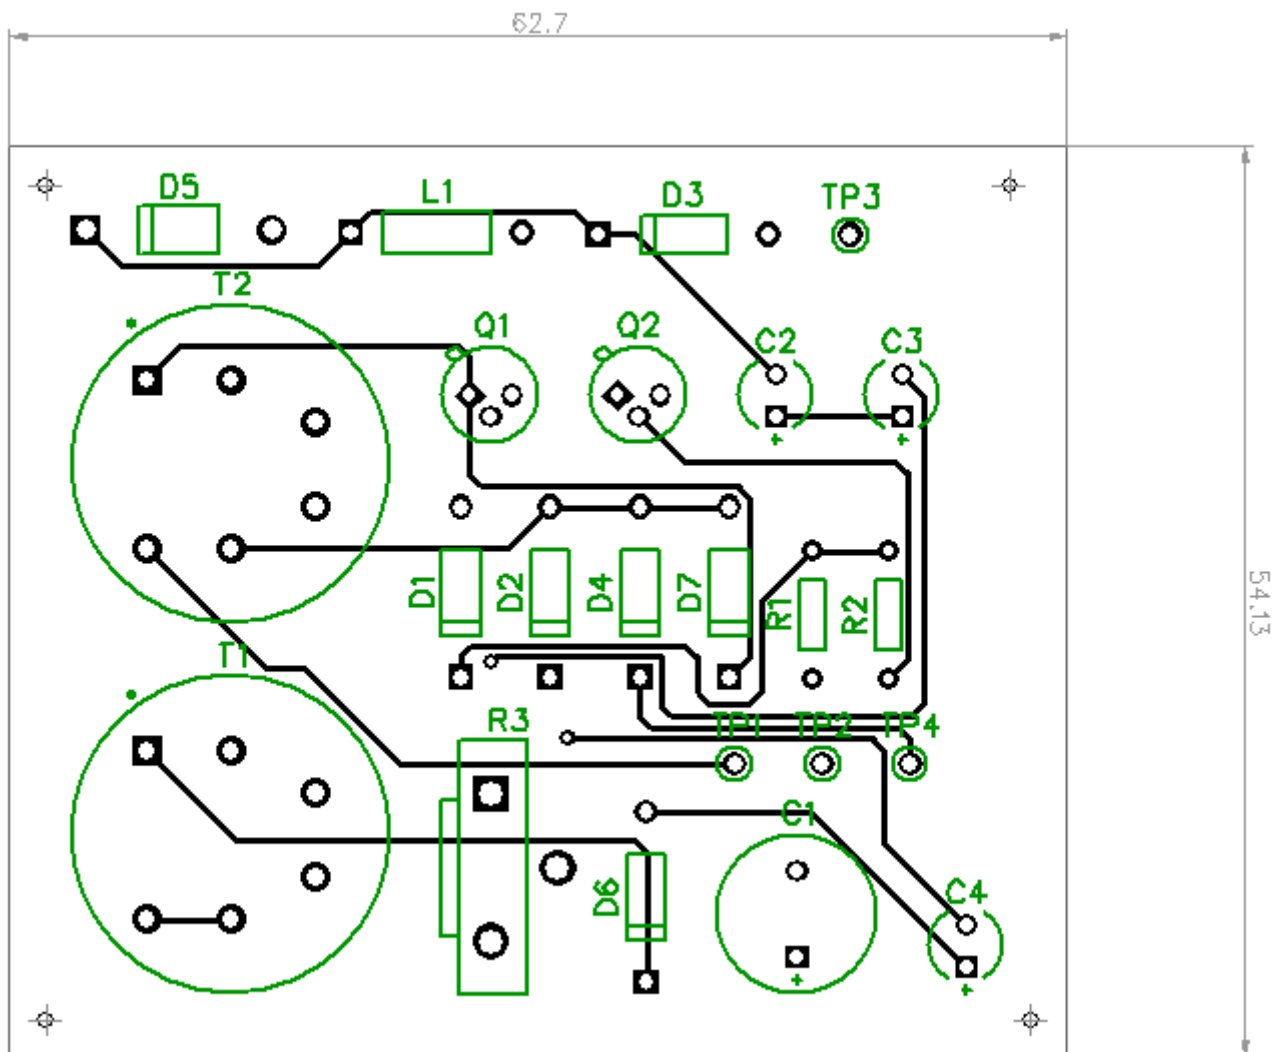 62.7
D5
L1
D3
TP3
T2
Q1
Q2
C2
C3
+
+
54.13
D1
D2
D4
D7
R1
R2
T1
R3
TP1
TP2
TP4
C1
D6
C4
+
+